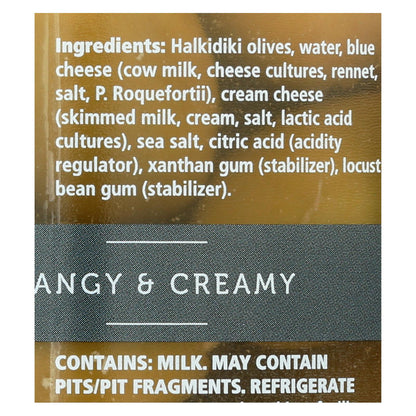 Ingredients: Halkidiki olives, water, blue
cheese (cow milk, cheese cultures, rennet,
salt, P. Roquefortii), cream cheese
(skimmed milk, cream, salt, lactic acid
cultures), sea salt, citric acid (acidity
regulator), xanthan gum (stabilizer), locust
bean gum (stabilizer).
ANGY & CREAMY
CONTAINS: MILK. MAY CONTAIN
PITS/PIT FRAGMENTS. REFRIGERATE